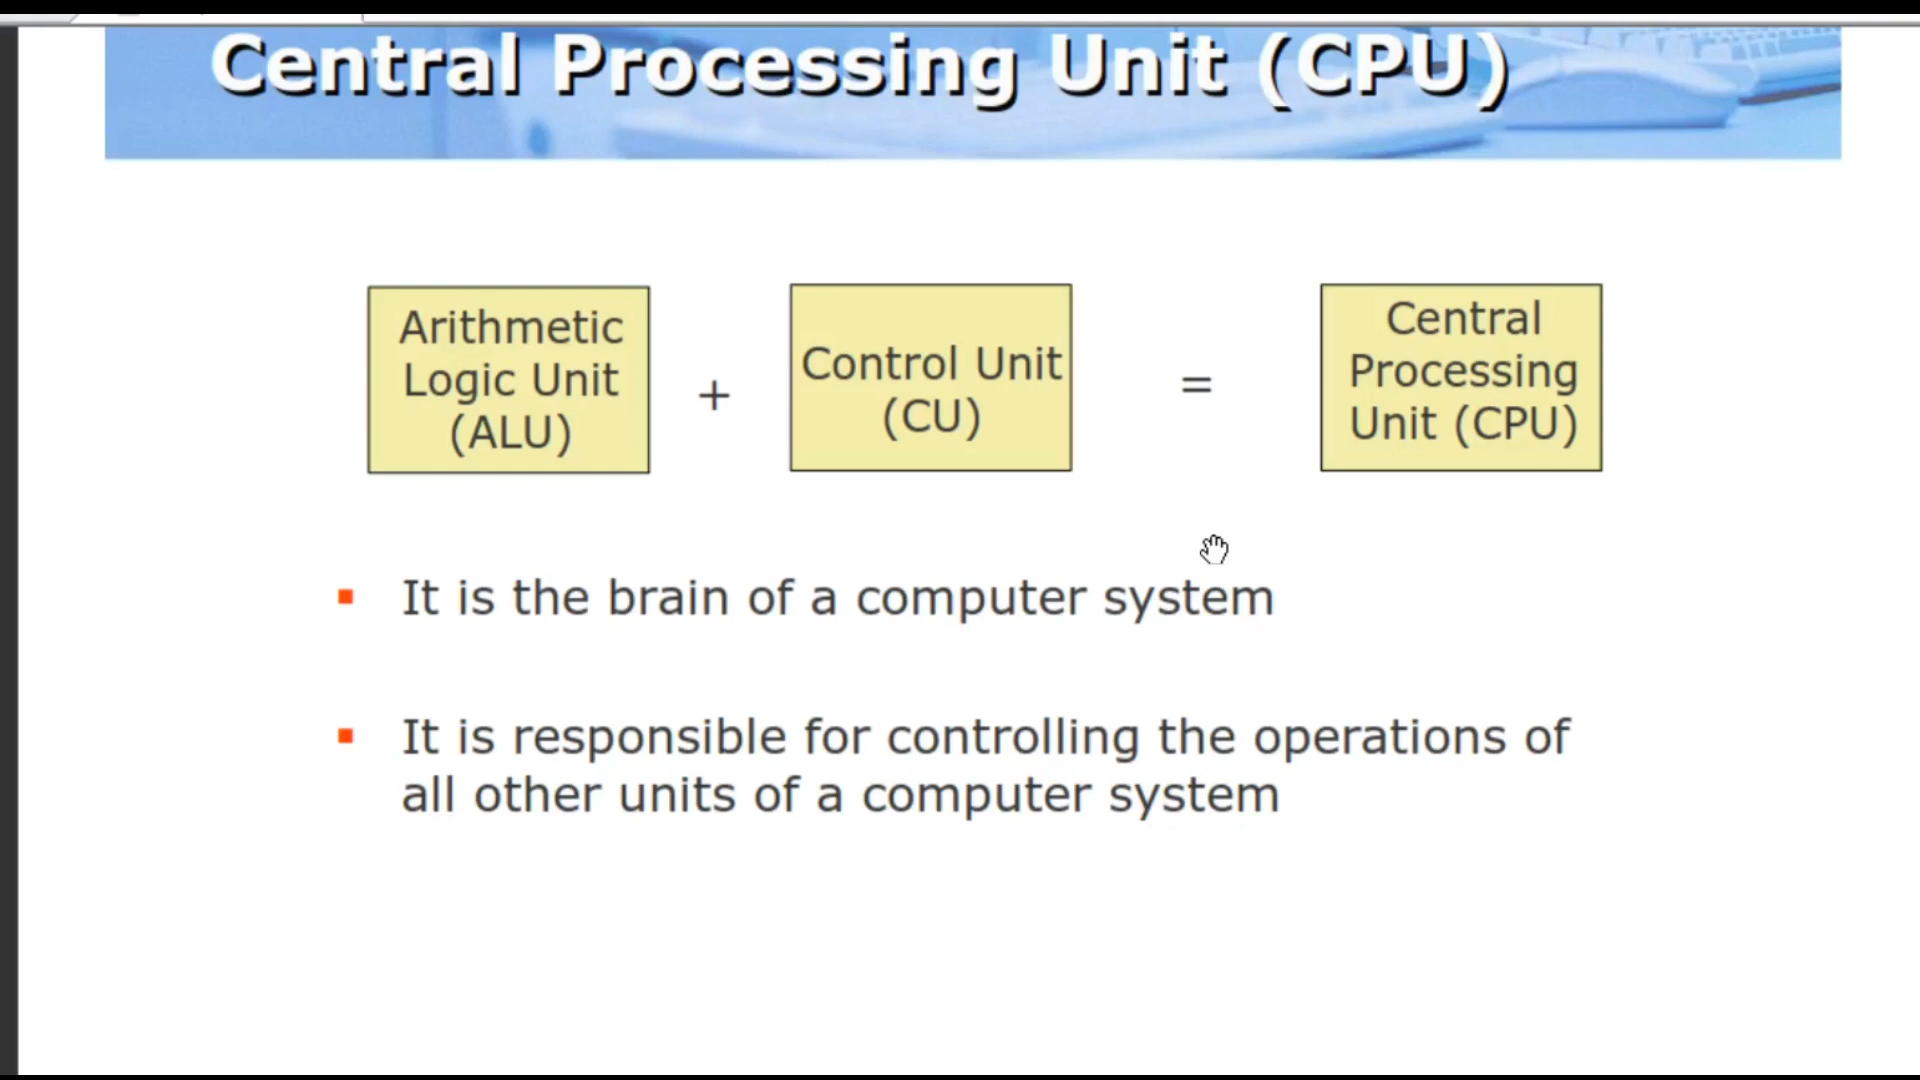 Central Processing Unit (CPU)
Arithmetic
Logic Unit
(ALU)
+
Control Unit
(CU)
=
Central
Processing
Unit (CPU)
It is the brain of a computer system
It is responsible for controlling the operations of
all other units of a computer system